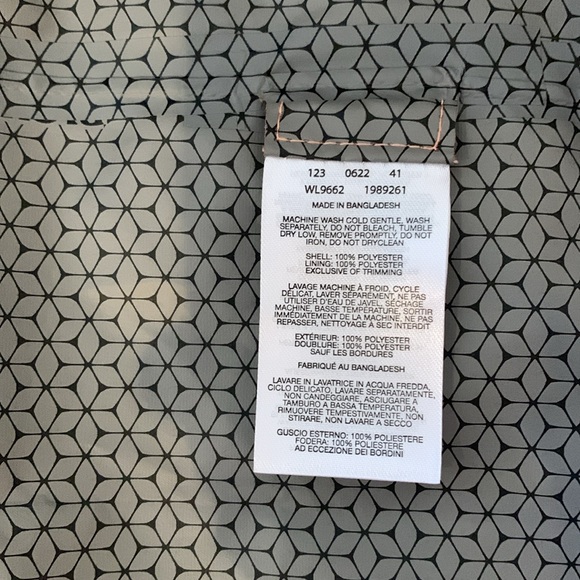 123 0622 41
WL9662 1989261
MADE IN BANGLADESH
MACHINE WASH COLD GENTLE, WASH
SEPARATELY, DO NOT BLEACH, TUMBLE
DRY LOW, REMOVE PROMPTLY, DO NOT
IRON, DO NOT DRYCLEAN
SHELL: 100% POLYESTER
LINING: 100% POLYESTER
EXCLUSIVE OF TRIMMING
LAVAGE MACHINE À FROID, CYCLE
DÉLICAT, LAVER SÉPARÉMENT, NE PAS
UTILISER D'EAU DE JAVEL, SÉCHAGE
MACHINE, BASSE TEMPÉRATURE, SORTIR
IMMÉDIATEMENT DE LA MACHINE, NE PAS
REPASSER, NETTOYAGE À SEC INTERDIT
EXTÉRIEUR: 100% POLYESTER
DOUBLURE: 100% POLYESTER
SAUF LES BORDURES
FABRIQUÉ AU BANGLADESH
LAVARE IN LAVATRICE IN ACQUA FREDDA,
CICLO DELICATO, LAVARE SEPARATAMENTE,
NON CANDEGGIARE, ASCIUGARE A
TAMBURO A BASSA TEMPERATURA,
RIMUOVERE TEMPESTIVAMENTE, NON
STIRARE, NON LAVARE A SECCO
GUSCIO ESTERNO: 100% POLIESTERE
FODERA: 100% POLIESTERE
AD ECCEZIONE DEI BORDINI